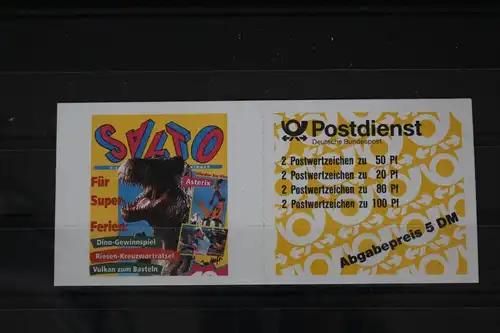 SALTO
Für
Super
Ferien:
Asterix
Dino-Gewinnspiel
Riesen-Kreuzworträtsel
Vulkan zum Basteln
Postdienst
Deutsche Bundespost
2 Postwertzeichen zu 50 Pf
2 Postwertzeichen zu 20 Pf
2 Postwertzeichen zu 80 Pf
2 Postwertzeichen zu 100 Pf
Abgabepreis 5 DM